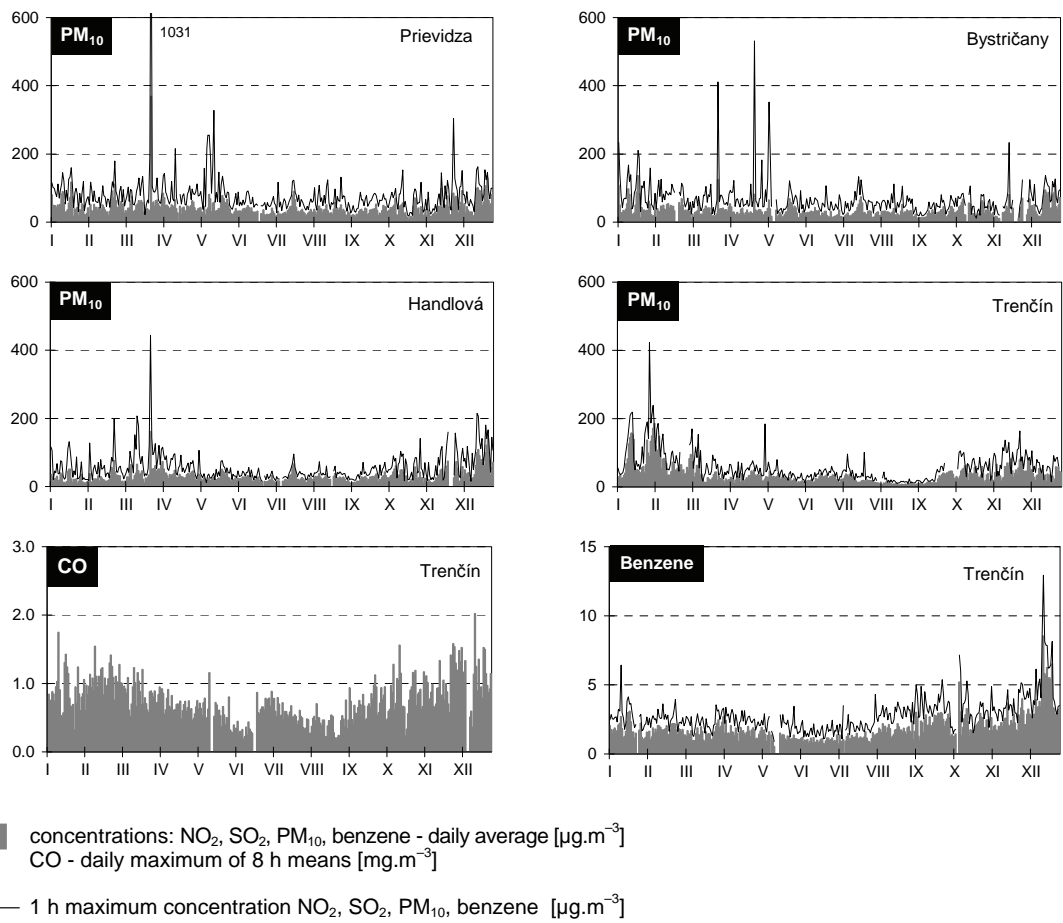 PM₁₀
Prievidza
1031
600
400
200
0
I II III IV V VI VII VIII IX X XI XII
PM₁₀
Bystričany
600
400
200
0
I II III IV V VI VII VIII IX X XI XII
PM₁₀
Handlová
600
400
200
0
I II III IV V VI VII VIII IX X XI XII
PM₁₀
Trenčín
600
400
200
0
I II III IV V VI VII VIII IX X XI XII
CO
Trenčín
3.0
2.0
1.0
0.0
I II III IV V VI VII VIII IX X XI XII
Benzene
Trenčín
15
10
5
0
I II III IV V VI VII VIII IX X XI XII
concentrations: NO₂, SO₂, PM₁₀, benzene - daily average [µg.m⁻³]
CO - daily maximum of 8 h means [mg.m⁻³]
1 h maximum concentration NO₂, SO₂, PM₁₀, benzene [µg.m⁻³]